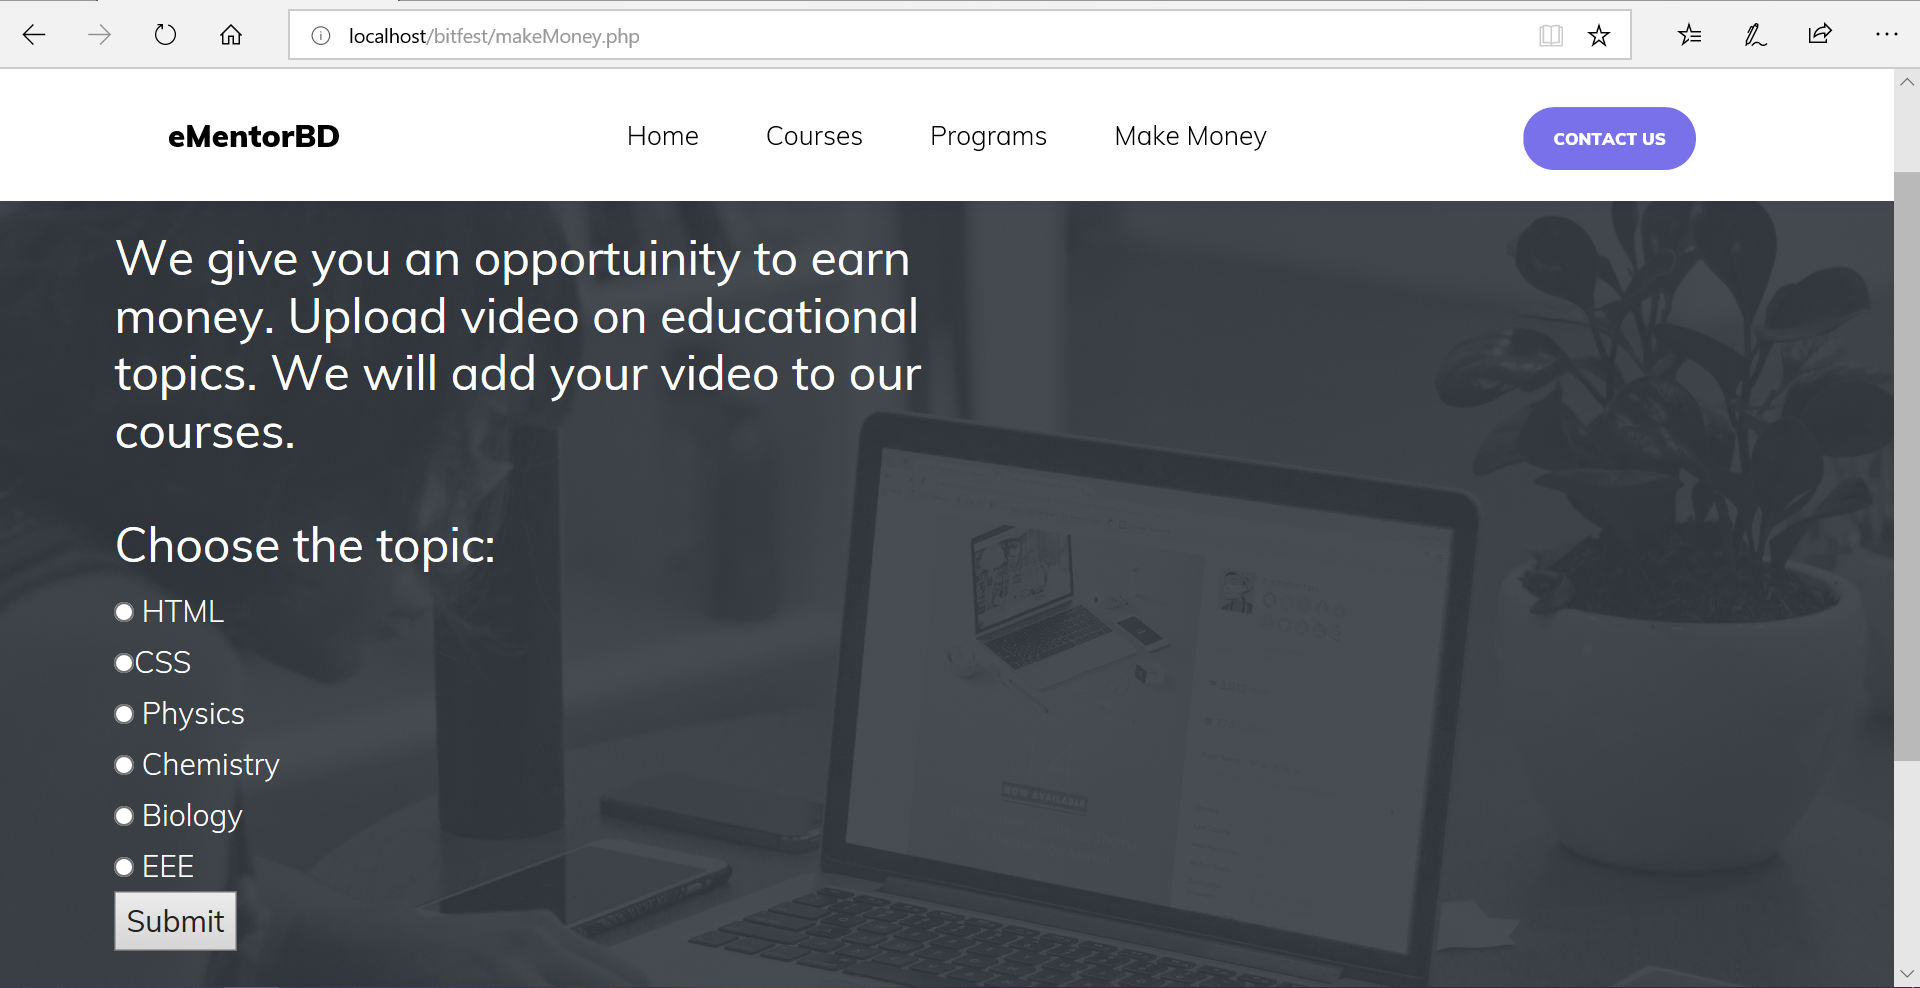 localhost/bitfest/makeMoney.php
eMentorBD
Home
Courses
Programs
Make Money
CONTACT US
We give you an opportuinity to earn
money. Upload video on educational
topics. We will add your video to our
courses.
Choose the topic:
HTML
CSS
Physics
Chemistry
Biology
EEE
Submit
NOW AVAILABLE